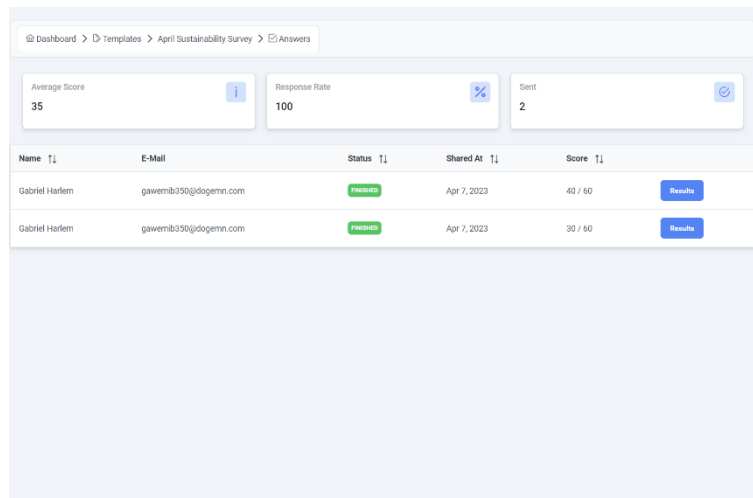 Dashboard > Templates > April Sustainability Survey > Answers
Average Score
35
Response Rate
100
Sent
2
Name E-Mail Status Shared At Score
Gabriel Harlem gawemib350@dogemn.com FINISHED Apr 7, 2023 40 / 60 Results
Gabriel Harlem gawemib350@dogemn.com FINISHED Apr 7, 2023 30 / 60 Results